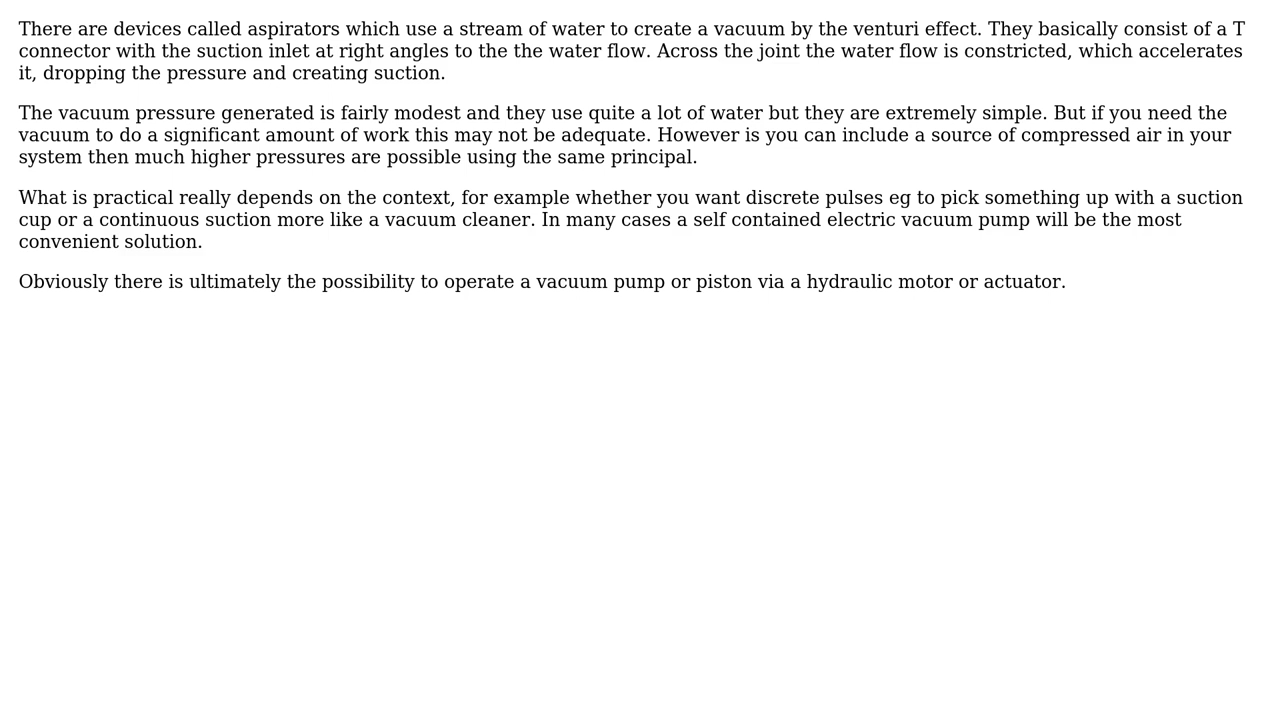 There are devices called aspirators which use a stream of water to create a vacuum by the venturi effect. They basically consist of a T
connector with the suction inlet at right angles to the the water flow. Across the joint the water flow is constricted, which accelerates
it, dropping the pressure and creating suction.
The vacuum pressure generated is fairly modest and they use quite a lot of water but they are extremely simple. But if you need the
vacuum to do a significant amount of work this may not be adequate. However is you can include a source of compressed air in your
system then much higher pressures are possible using the same principal.
What is practical really depends on the context, for example whether you want discrete pulses eg to pick something up with a suction
cup or a continuous suction more like a vacuum cleaner. In many cases a self contained electric vacuum pump will be the most
convenient solution.
Obviously there is ultimately the possibility to operate a vacuum pump or piston via a hydraulic motor or actuator.